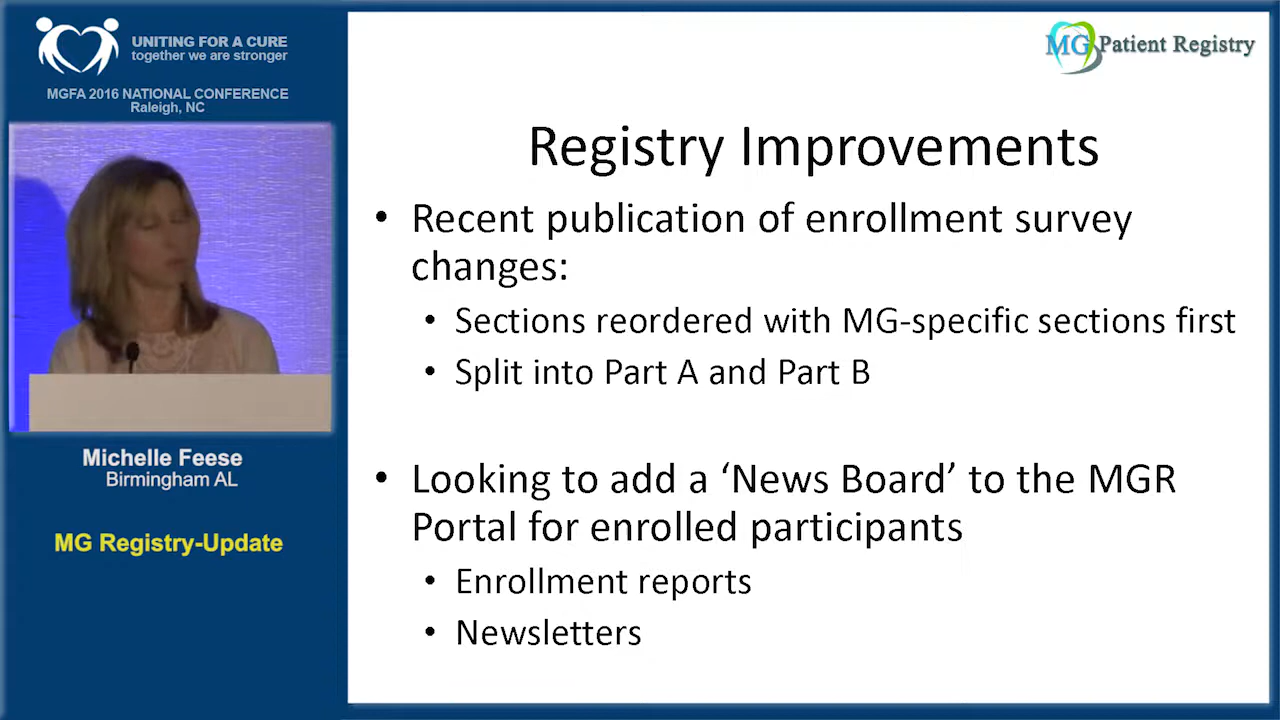 UNITING FOR A CURE
together we are stronger
MGFA 2016 NATIONAL CONFERENCE
Raleigh, NC
Michelle Feese
Birmingham AL
MG Registry-Update
MG Patient Registry
Registry Improvements
• Recent publication of enrollment survey
changes:
• Sections reordered with MG-specific sections first
• Split into Part A and Part B
• Looking to add a ‘News Board’ to the MGR
Portal for enrolled participants
• Enrollment reports
• Newsletters